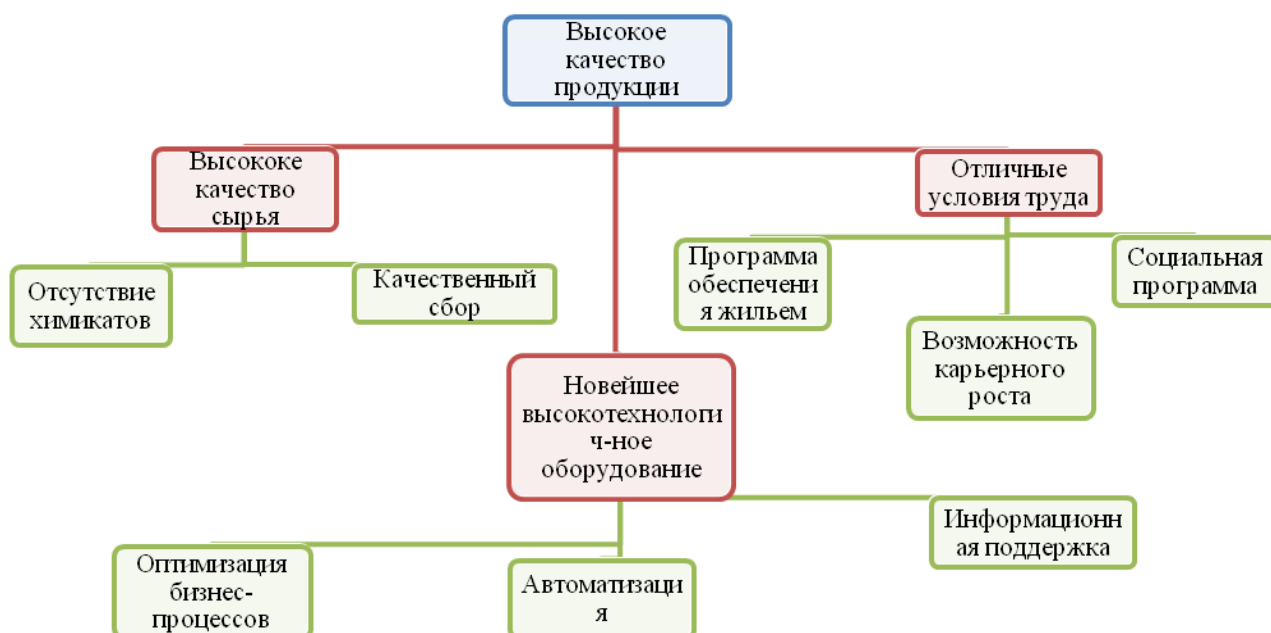 Высокое
качество
продукции
Высококе
качество
сырья
Отличные
условия труда
Отсутствие
химикатов
Качественный
сбор
Программа
обеспечени
я жильем
Возможность
карьерного
роста
Социальная
программа
Новейшее
высокотехнологи
ч-ное
оборудование
Оптимизация
бизнес-
процессов
Автоматизаци
я
Информационн
ая поддержка